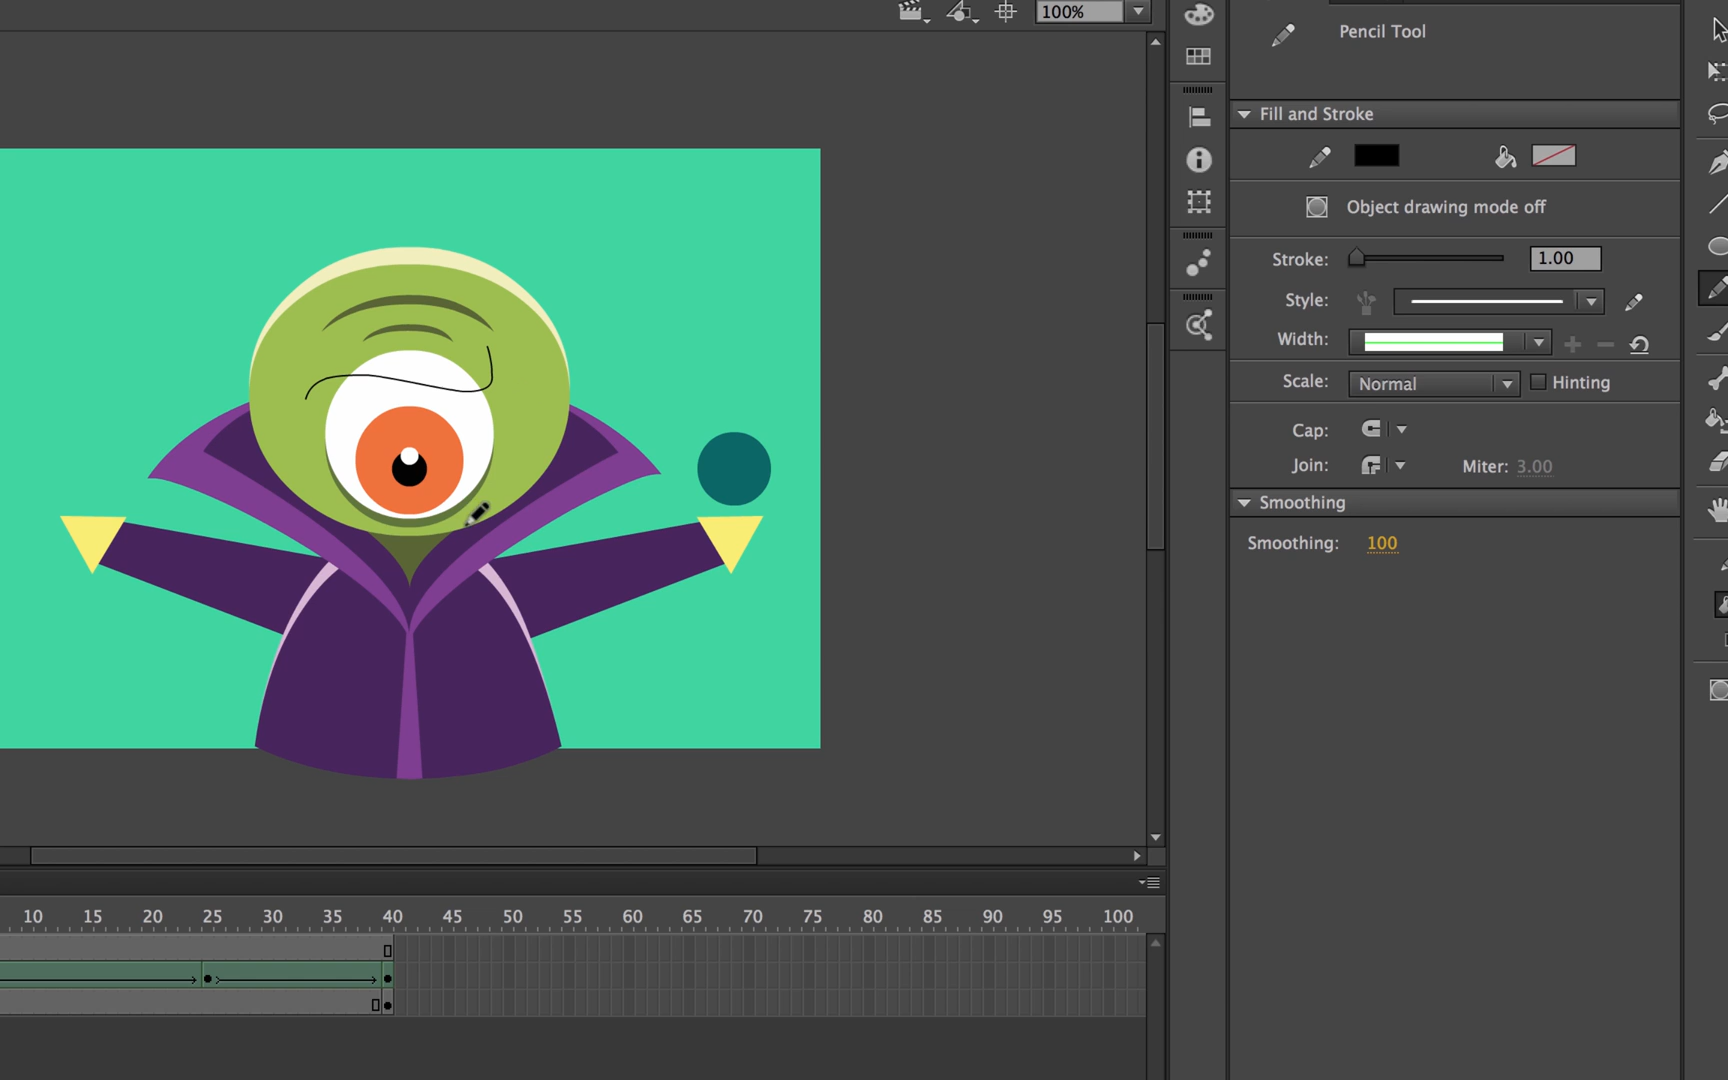 100%
Pencil Tool
Fill and Stroke
Object drawing mode off
Stroke: 1.00
Style:
Width:
Scale: Normal Hinting
Cap:
Join: Miter: 3.00
Smoothing
Smoothing: 100
10 15 20 25 30 35 40 45 50 55 60 65 70 75 80 85 90 95 100